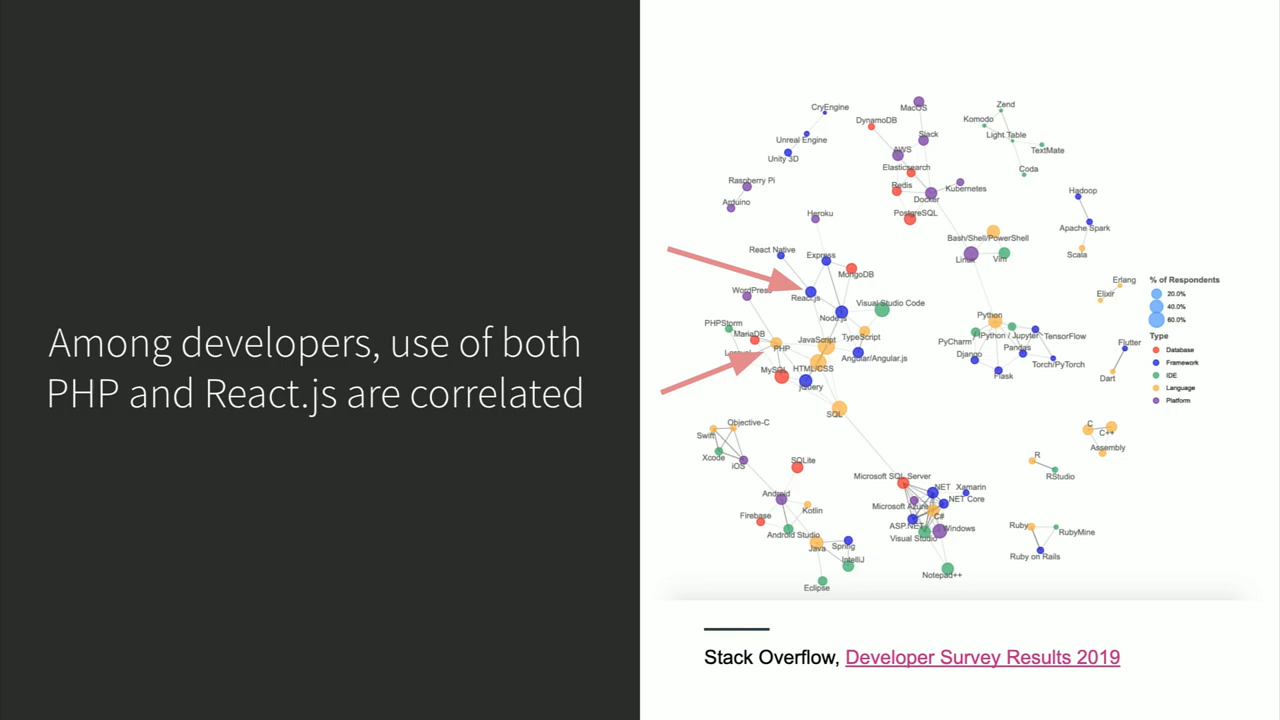 Among developers, use of both
PHP and React.js are correlated
CryEngine
Unreal Engine
Unity 3D
Raspberry Pi
Arduino
MacOS
DynamoDB
Slack
AWS
Elasticsearch
Redis
Kubernetes
Docker
PostgreSQL
Zend
Komodo
Light Table
TextMate
Coda
Hadoop
Apache Spark
Scala
Heroku
React Native
Express
MongoDB
React.js
WordPress
Visual Studio Code
Node.js
PHPStorm
MariaDB
TypeScript
JavaScript
PHP
Angular/Angular.js
MySQL
HTML/CSS
jQuery
SQL
Bash/Shell/PowerShell
Linux
Vim
Python
IPython / Jupyter
TensorFlow
PyCharm
Pandas
Django
Torch/PyTorch
Flask
Erlang
Elixir
Flutter
Dart
% of Respondents
20.0%
40.0%
60.0%
Type
Database
Framework
IDE
Language
Platform
Objective-C
Swift
Xcode
iOS
SQLite
Android
Kotlin
Firebase
Android Studio
Java
Spring
IntelliJ
Eclipse
Microsoft SQL Server
.NET
Xamarin
.NET Core
Microsoft Azure
C#
ASP.NET
Windows
Visual Studio
Notepad++
C
C++
Assembly
R
RStudio
Ruby
RubyMine
Ruby on Rails
Stack Overflow, Developer Survey Results 2019